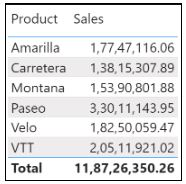 Product Sales
Amarilla 1,77,47,116.06
Carretera 1,38,15,307.89
Montana 1,53,90,801.88
Paseo 3,30,11,143.95
Velo 1,82,50,059.47
VTT 2,05,11,921.02
Total 11,87,26,350.26